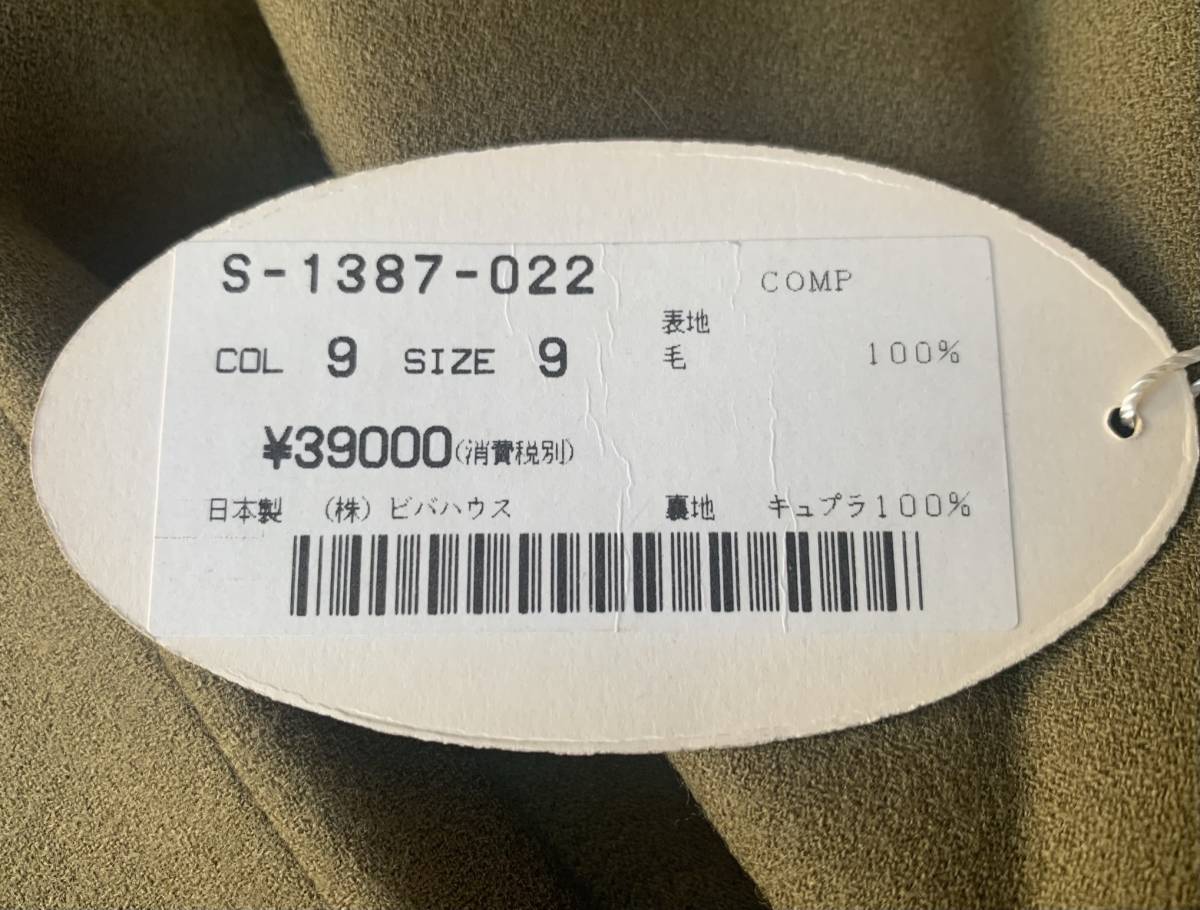 S-1387-022
COL 9 SIZE 9
¥39000(消費税別)
日本製 (株)ビバハウス
COMP
表地
毛 100%
裏地 キュプラ100%